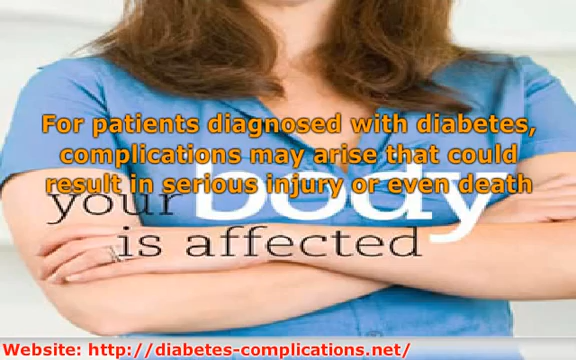 For patients diagnosed with diabetes,
complications may arise that could
result in serious injury or even death
your body
is affected
Website: http://diabetes-complications.net/